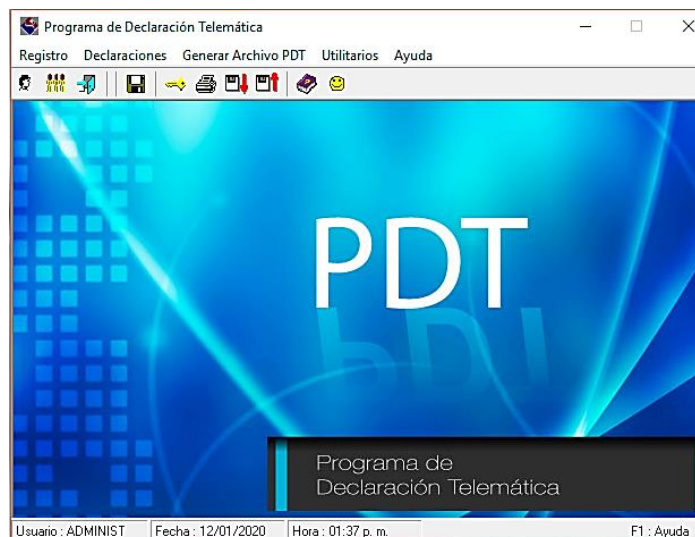 Programa de Declaración Telemática
Registro Declaraciones Generar Archivo PDT Utilitarios Ayuda
PDT
PDT
Programa de
Declaración Telemática
Usuario : ADMINIST Fecha : 12/01/2020 Hora : 01:37 p. m. F1 : Ayuda